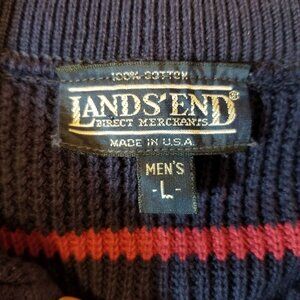 100% COTTON
LANDS' END®
DIRECT MERCHANTS
MADE IN U.S.A.
MEN'S
-L-